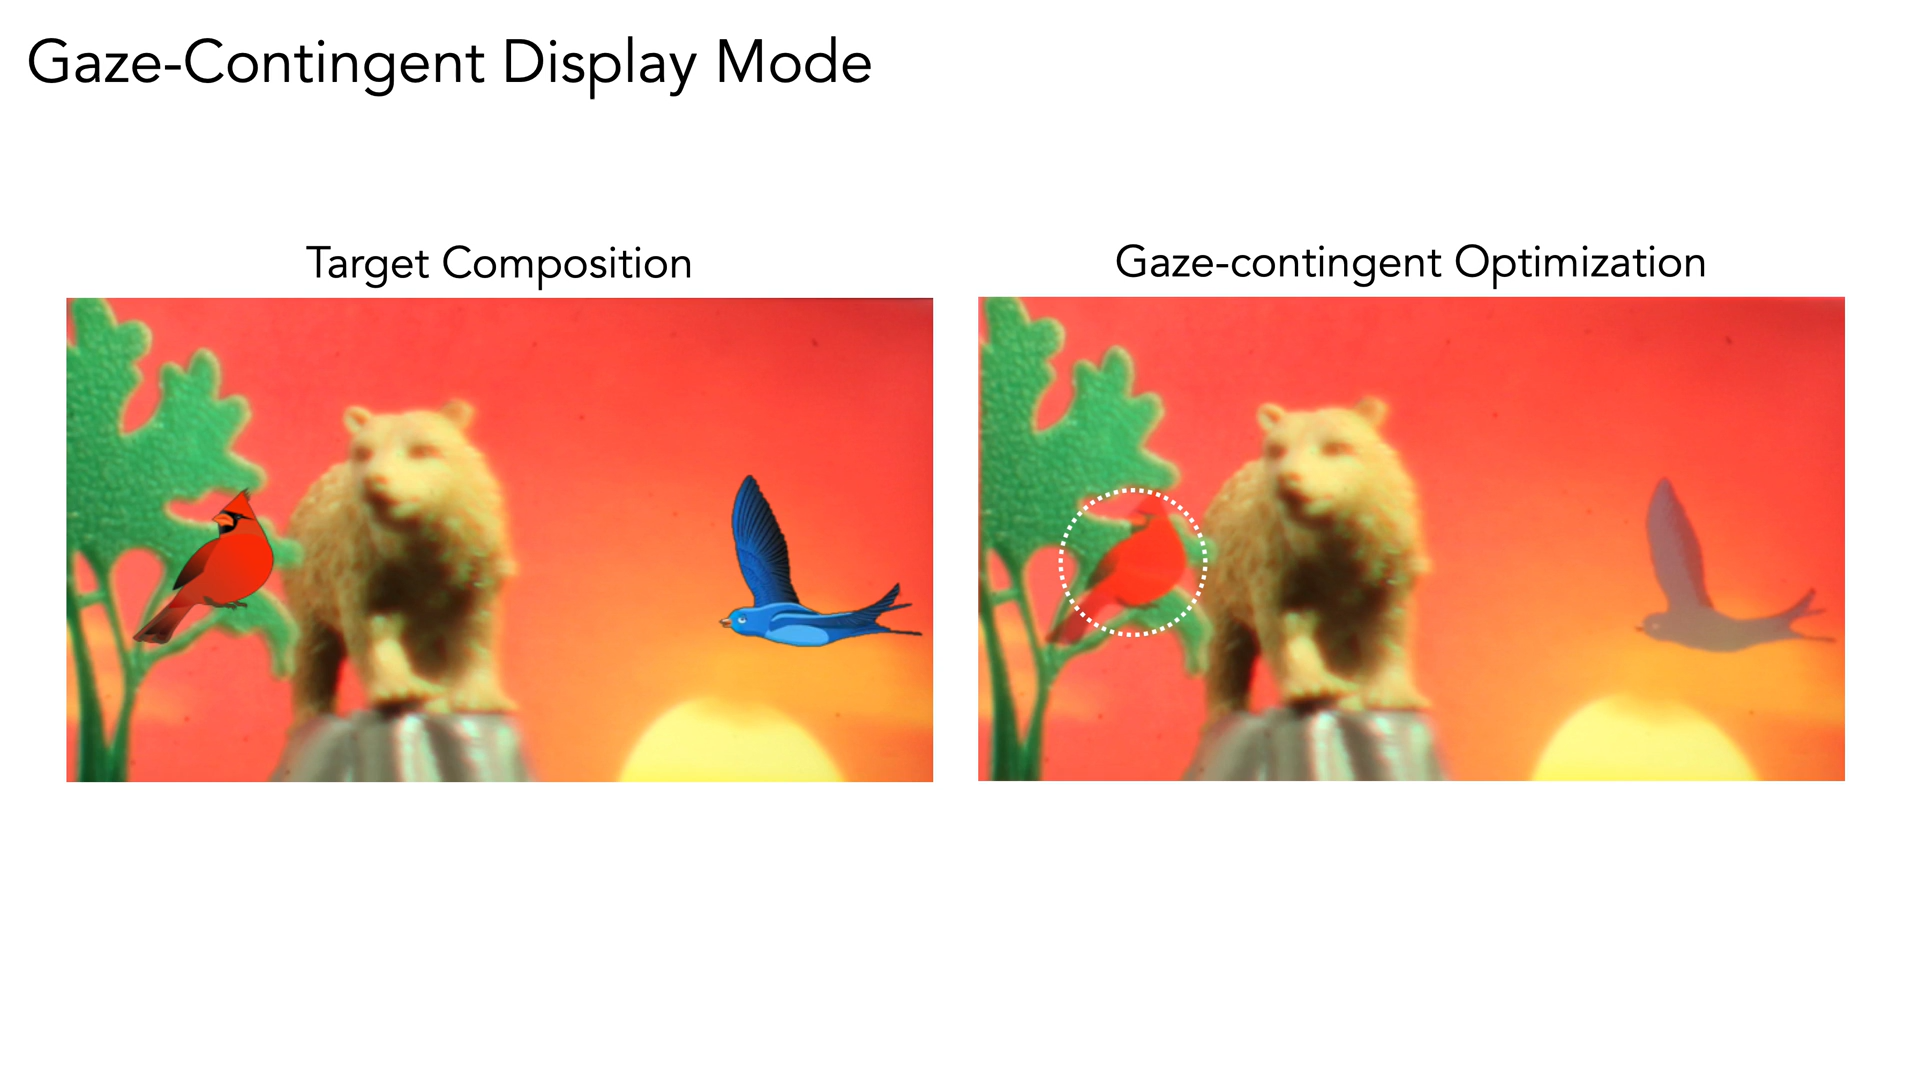 Gaze-Contingent Display Mode
Target Composition
Gaze-contingent Optimization